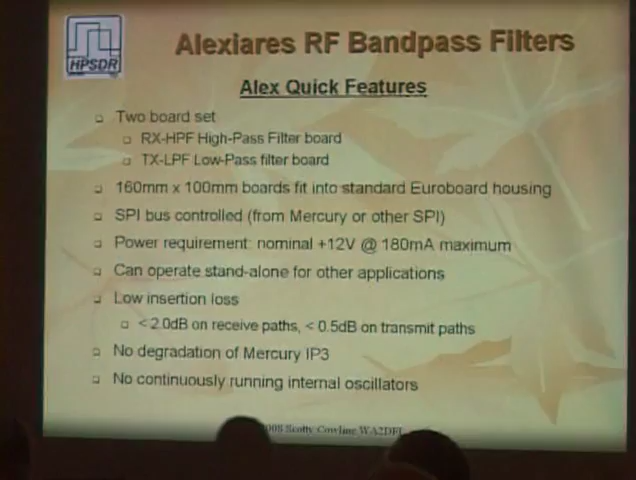 HPSDR
Alexiares RF Bandpass Filters
Alex Quick Features
Two board set
RX-HPF High-Pass Filter board
TX-LPF Low-Pass filter board
160mm x 100mm boards fit into standard Euroboard housing
SPI bus controlled (from Mercury or other SPI)
Power requirement: nominal +12V @ 180mA maximum
Can operate stand-alone for other applications
Low insertion loss
< 2.0dB on receive paths, < 0.5dB on transmit paths
No degradation of Mercury IP3
No continuously running internal oscillators
Scotty Cowling